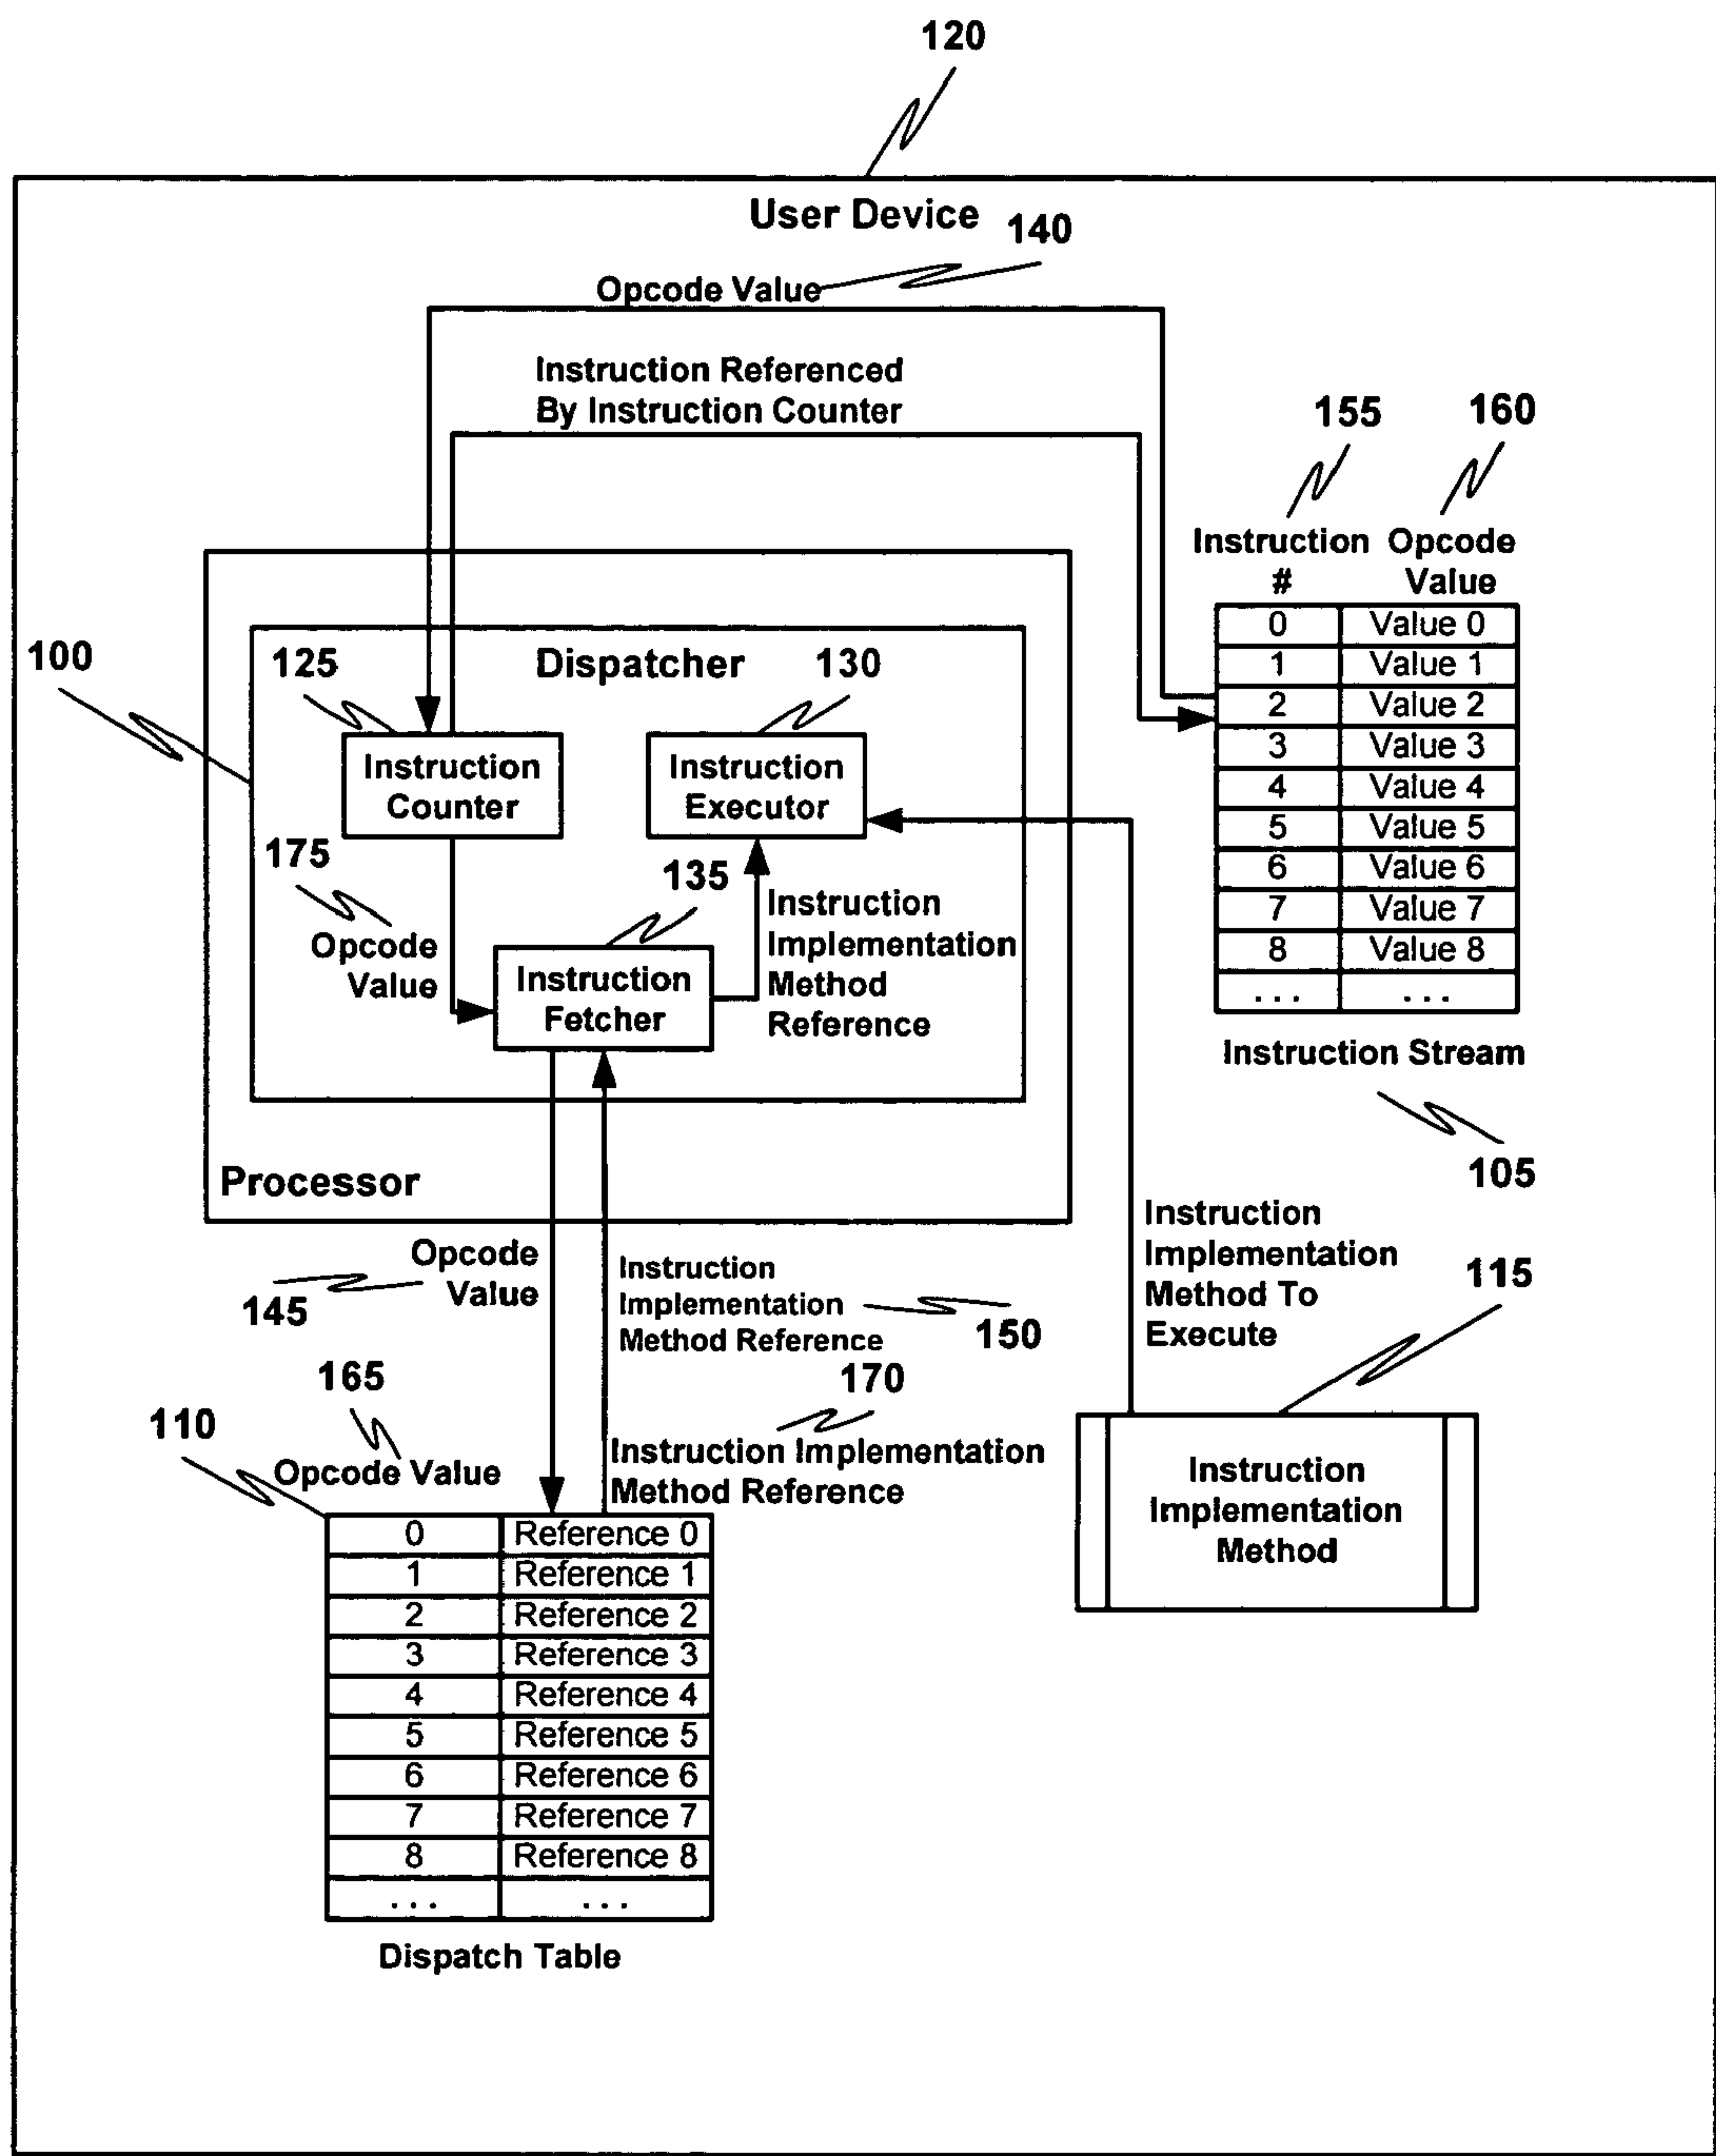 120
User Device
140
Opcode Value
Instruction Referenced
By Instruction Counter
155
160
Instruction
#
Opcode
Value
0 Value 0
1 Value 1
2 Value 2
3 Value 3
4 Value 4
5 Value 5
6 Value 6
7 Value 7
8 Value 8
... ...
Instruction Stream
105
100
125
Dispatcher
130
Instruction
Counter
Instruction
Executor
175
Opcode
Value
135
Instruction
Fetcher
Instruction
Implementation
Method
Reference
Processor
Opcode
Value
145
Instruction
Implementation
Method Reference
150
Instruction
Implementation
Method To
Execute
115
Instruction
Implementation
Method
110
165
Opcode Value
170
Instruction Implementation
Method Reference
0 Reference 0
1 Reference 1
2 Reference 2
3 Reference 3
4 Reference 4
5 Reference 5
6 Reference 6
7 Reference 7
8 Reference 8
... ...
Dispatch Table